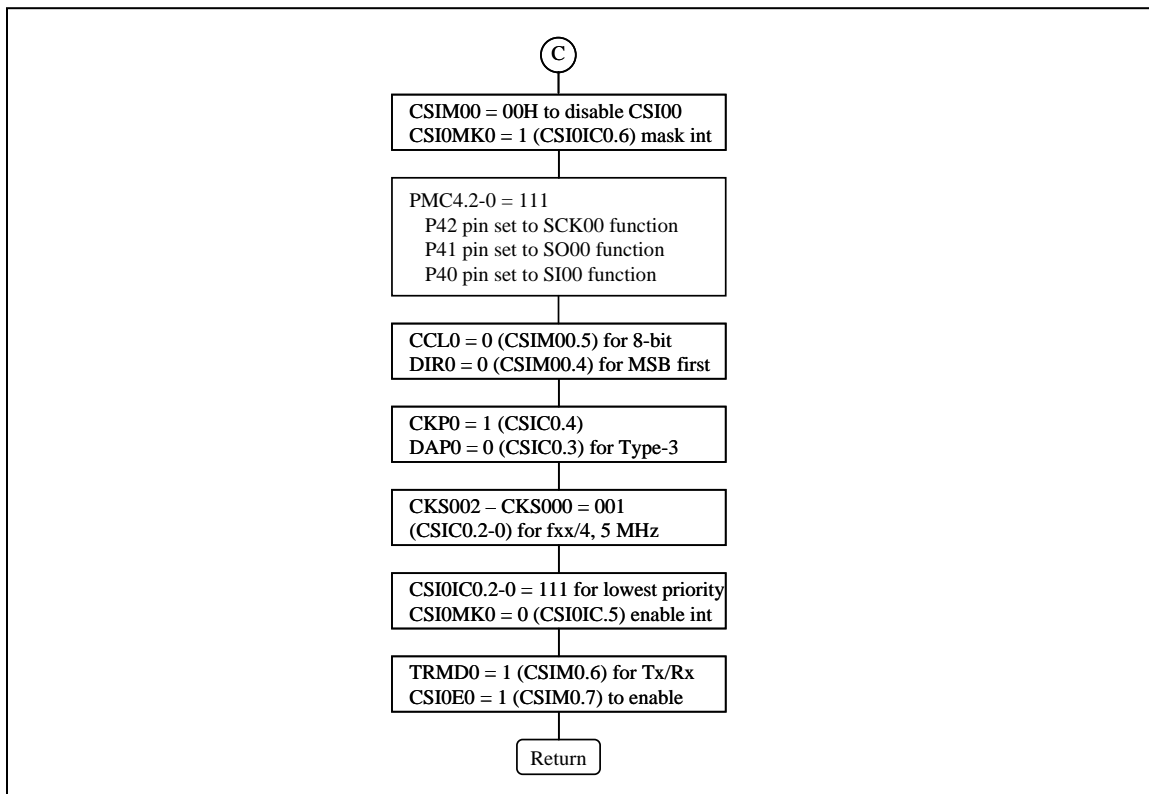 C
CSIM00 = 00H to disable CSI00
CSI0MK0 = 1 (CSI0IC0.6) mask int
PMC4.2-0 = 111
P42 pin set to SCK00 function
P41 pin set to SO00 function
P40 pin set to SI00 function
CCL0 = 0 (CSIM00.5) for 8-bit
DIR0 = 0 (CSIM00.4) for MSB first
CKP0 = 1 (CSIC0.4)
DAP0 = 0 (CSIC0.3) for Type-3
CKS002 – CKS000 = 001
(CSIC0.2-0) for fxx/4, 5 MHz
CSI0IC0.2-0 = 111 for lowest priority
CSI0MK0 = 0 (CSI0IC.5) enable int
TRMD0 = 1 (CSIM0.6) for Tx/Rx
CSI0E0 = 1 (CSIM0.7) to enable
Return